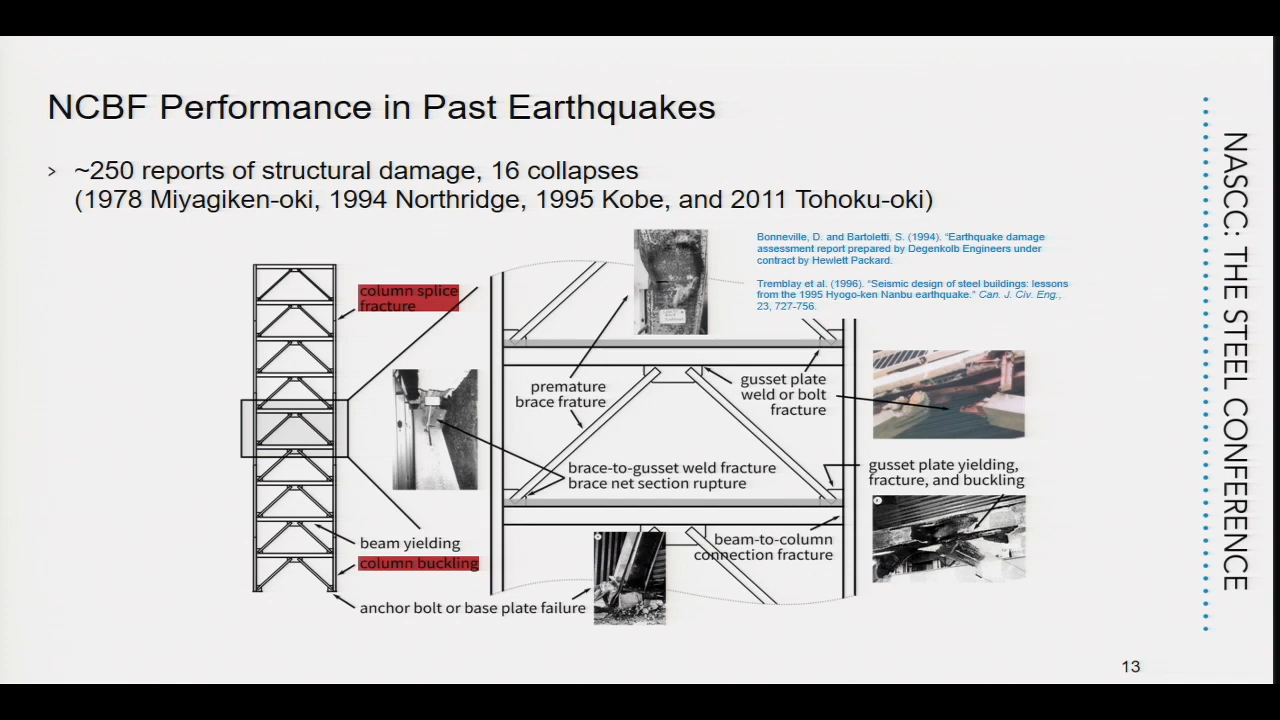 NCBF Performance in Past Earthquakes
> ~250 reports of structural damage, 16 collapses
(1978 Miyagiken-oki, 1994 Northridge, 1995 Kobe, and 2011 Tohoku-oki)
Bonneville, D. and Bartoletti, S. (1994). “Earthquake damage
assessment report prepared by Degenkolb Engineers under
contract by Hewlett Packard.
Tremblay et al. (1996). “Seismic design of steel buildings: lessons
from the 1995 Hyogo-ken Nanbu earthquake.” Can. J. Civ. Eng.,
23, 727-756.
column splice
fracture
premature
brace frature
gusset plate
weld or bolt
fracture
brace-to-gusset weld fracture
brace net section rupture
gusset plate yielding,
fracture, and buckling
beam yielding
column buckling
beam-to-column
connection fracture
anchor bolt or base plate failure
13
NASCC: THE STEEL CONFERENCE